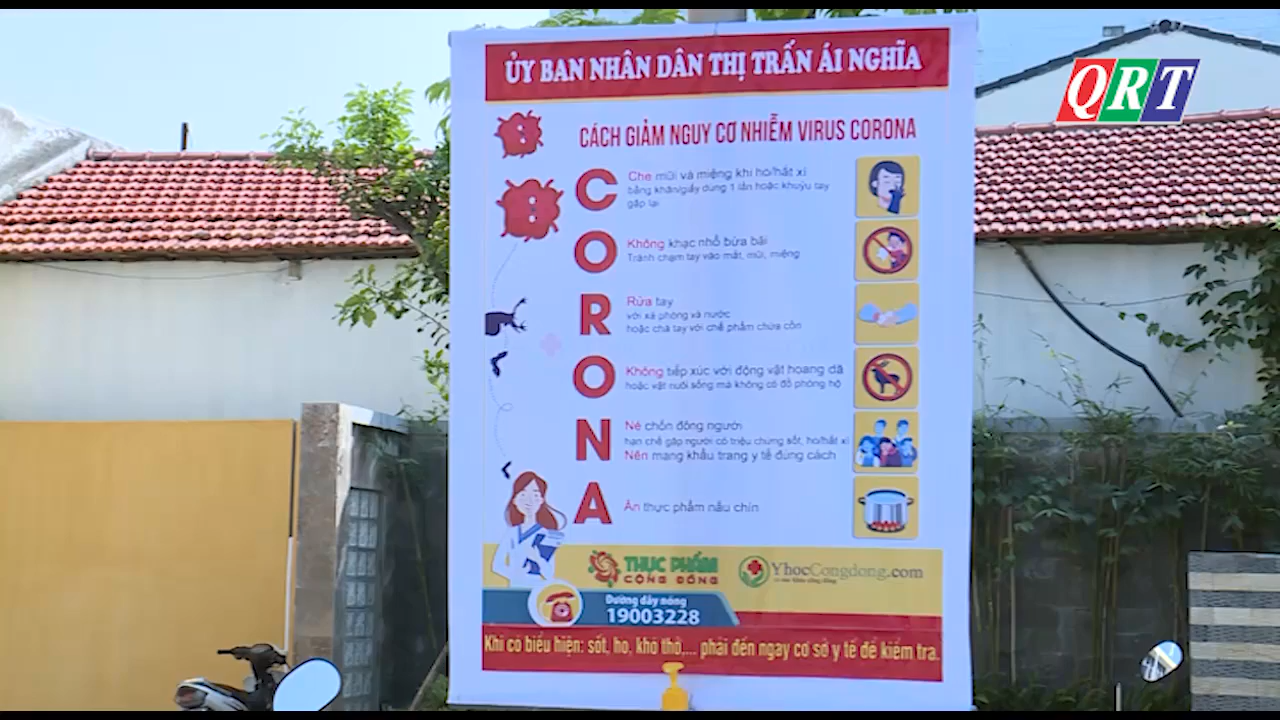 QRT
ỦY BAN NHÂN DÂN THỊ TRẤN ÁI NGHĨA
CÁCH GIẢM NGUY CƠ NHIỄM VIRUS CORONA
C
Che mũi và miệng khi ho/hắt xì
bằng khăn/giấy dùng 1 lần hoặc khuỷu tay
gập lại
O
Không khạc nhổ bừa bãi
Tránh chạm tay vào mắt, mũi, miệng
R
Rửa tay
với xà phòng và nước
hoặc chà tay với chế phẩm chứa cồn
O
Không tiếp xúc với động vật hoang dã
hoặc vật nuôi sống mà không có đồ phòng hộ
N
Né chốn đông người
hạn chế gặp người có triệu chứng sốt, ho/hắt xì
Nên mang khẩu trang y tế đúng cách
A
Ăn thực phẩm nấu chín
THỰC PHẨM
CỘNG ĐỒNG
YhocCongdong.com
Đường dây nóng
19003228
Khi có biểu hiện: sốt, ho, khó thở,... phải đến ngay cơ sở y tế để kiểm tra.